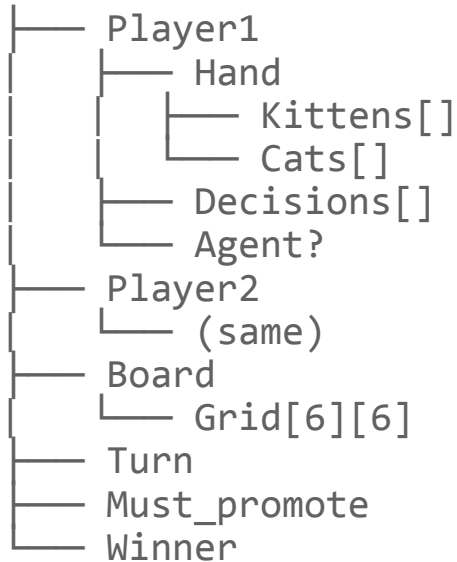 Player1
Hand
Kittens[]
Cats[]
Decisions[]
Agent?
Player2
(same)
Board
Grid[6][6]
Turn
Must_promote
Winner